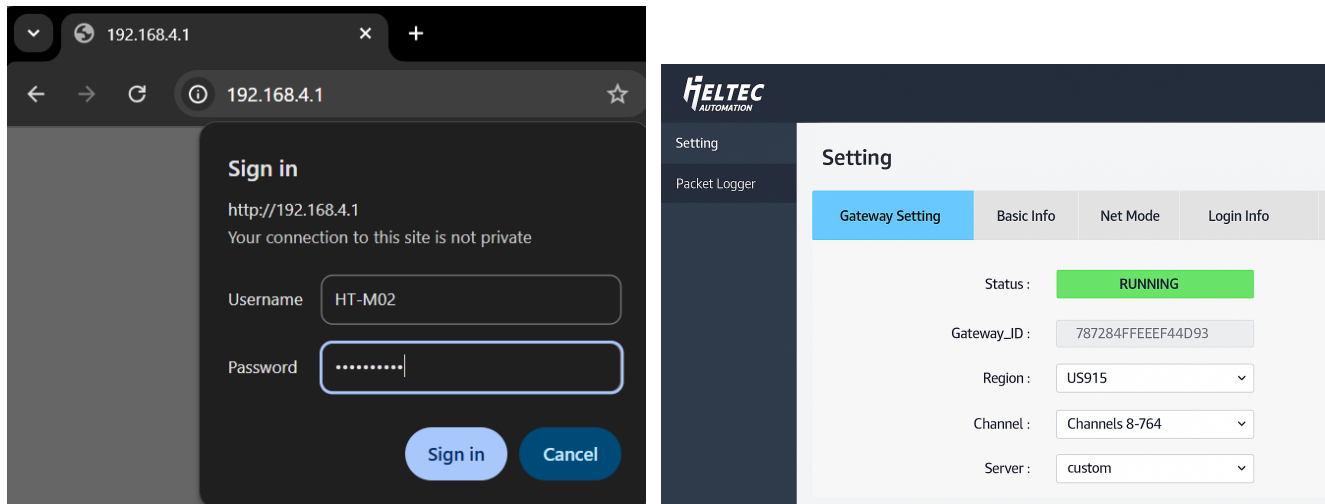 192.168.4.1
192.168.4.1
Sign in
http://192.168.4.1
Your connection to this site is not private
Username HT-M02
Password ••••••••••
Sign in Cancel
HELTEC
AUTOMATION
Setting
Packet Logger
Setting
Gateway Setting Basic Info Net Mode Login Info
Status : RUNNING
Gateway_ID : 787284FFEEEF44D93
Region : US915
Channel : Channels 8-764
Server : custom